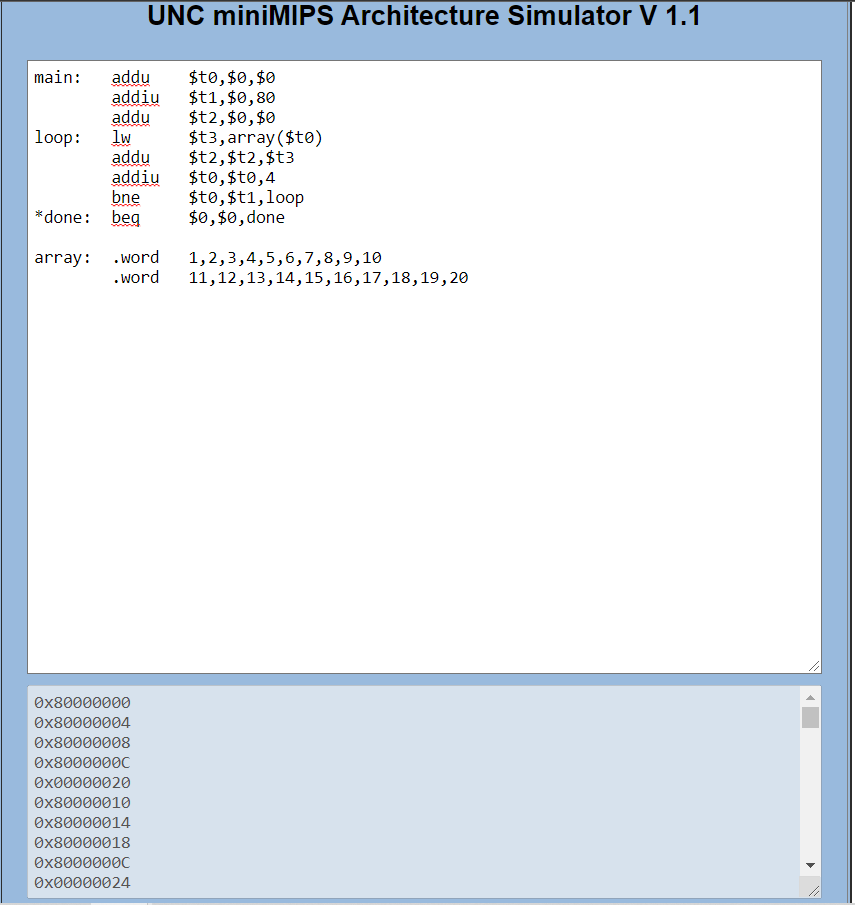 UNC miniMIPS Architecture Simulator V 1.1
main:   addu    $t0,$0,$0
        addiu   $t1,$0,80
        addu    $t2,$0,$0
loop:   lw      $t3,array($t0)
        addu    $t2,$t2,$t3
        addiu   $t0,$t0,4
        bne     $t0,$t1,loop
*done:  beq     $0,$0,done
array:  .word   1,2,3,4,5,6,7,8,9,10
        .word   11,12,13,14,15,16,17,18,19,20
0x80000000
0x80000004
0x80000008
0x8000000C
0x00000020
0x80000010
0x80000014
0x80000018
0x8000000C
0x00000024